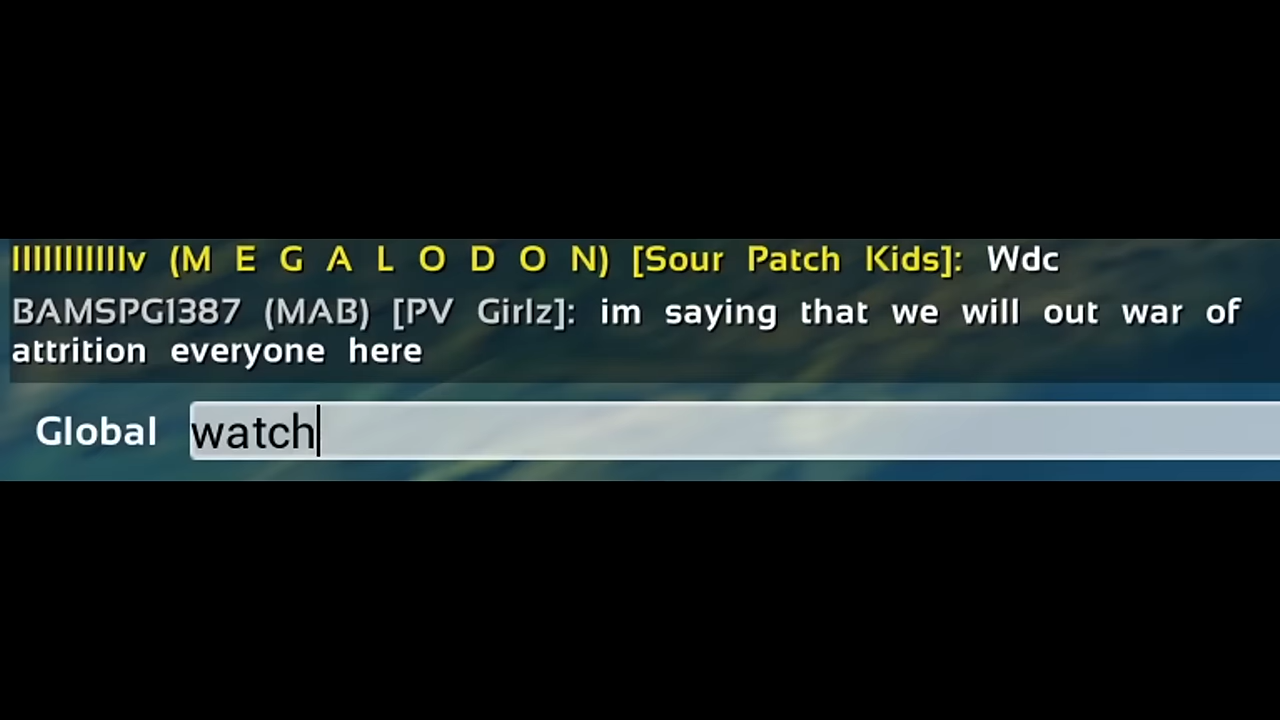 IIIIIIIIIIIv (M E G A L O D O N) [Sour Patch Kids]: Wdc
BAMSPG1387 (MAB) [PV Girlz]: im saying that we will out war of
attrition everyone here
Global watch